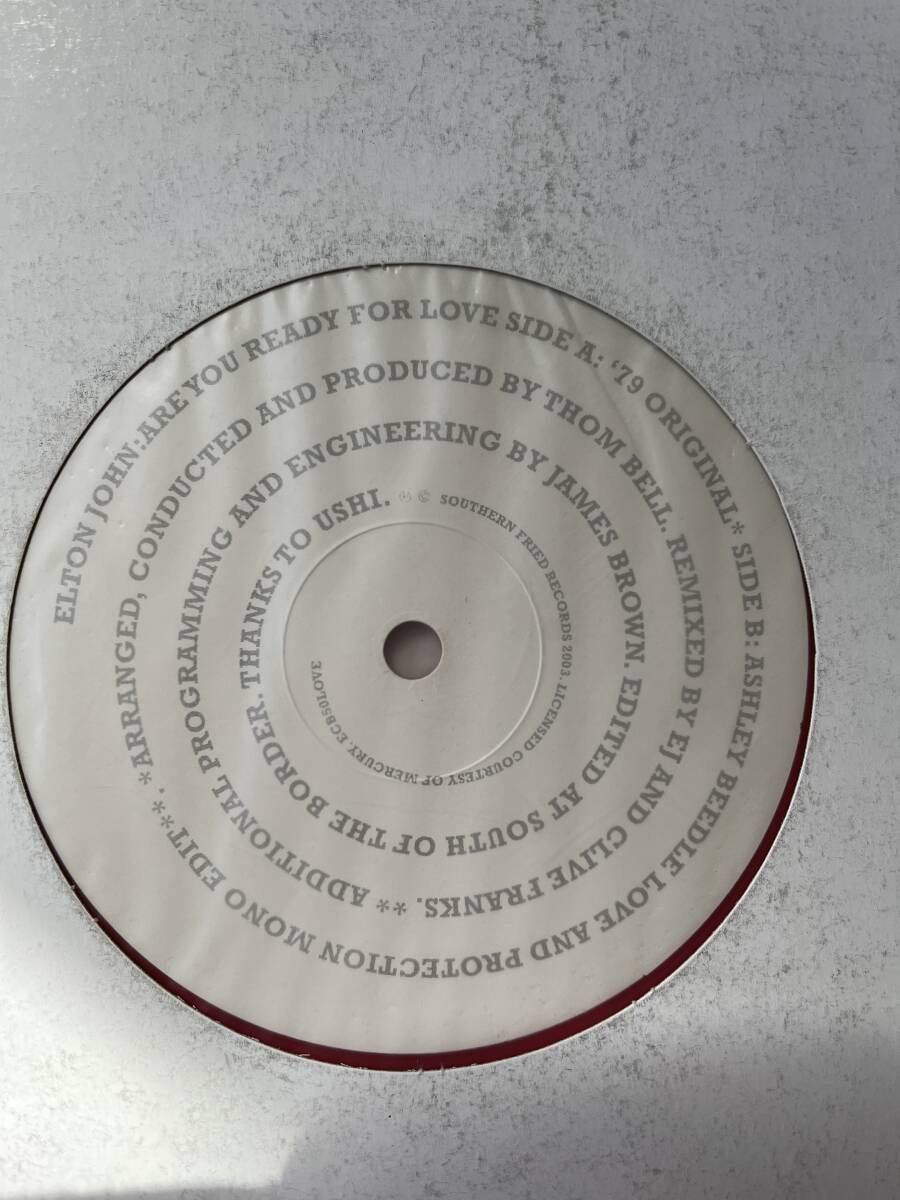 ELTON JOHN: ARE YOU READY FOR LOVE SIDE A: '79 ORIGINAL* SIDE B: ASHLEY BEEDLE LOVE AND PROTECTION MONO EDIT**.
*ARRANGED, CONDUCTED AND PRODUCED BY THOM BELL. REMIXED BY EJ AND CLIVE FRANKS.
** ADDITIONAL PROGRAMMING AND ENGINEERING BY JAMES BROWN. EDITED AT SOUTH OF THE BORDER. THANKS TO USHI.
℗ © SOUTHERN FRIED RECORDS 2003. LICENSED COURTESY OF MERCURY. ECB50LOVE
3